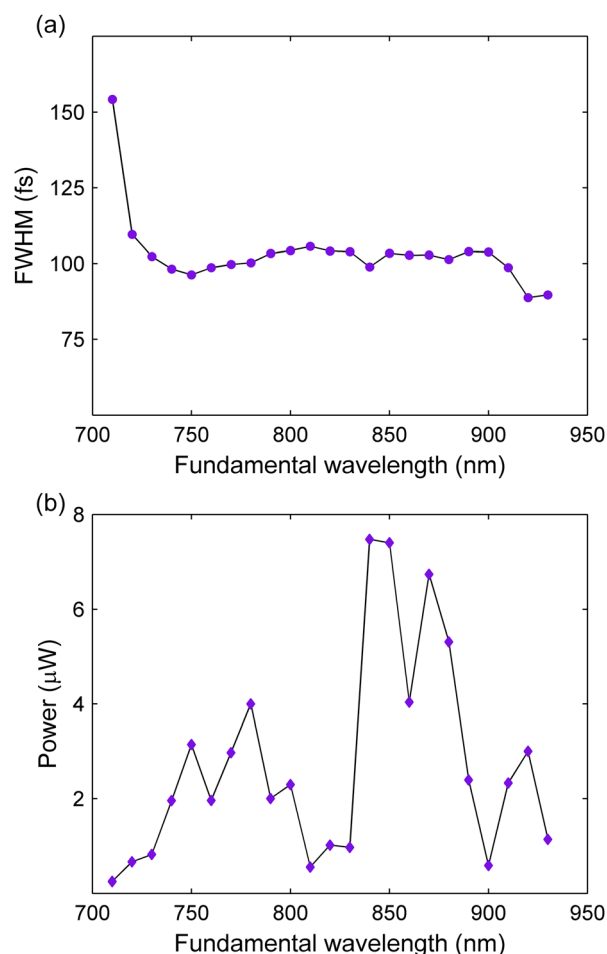 (a)
150
125
100
75
FWHM (fs)
700 750 800 850 900 950
Fundamental wavelength (nm)
(b)
8
6
4
2
Power (μW)
700 750 800 850 900 950
Fundamental wavelength (nm)